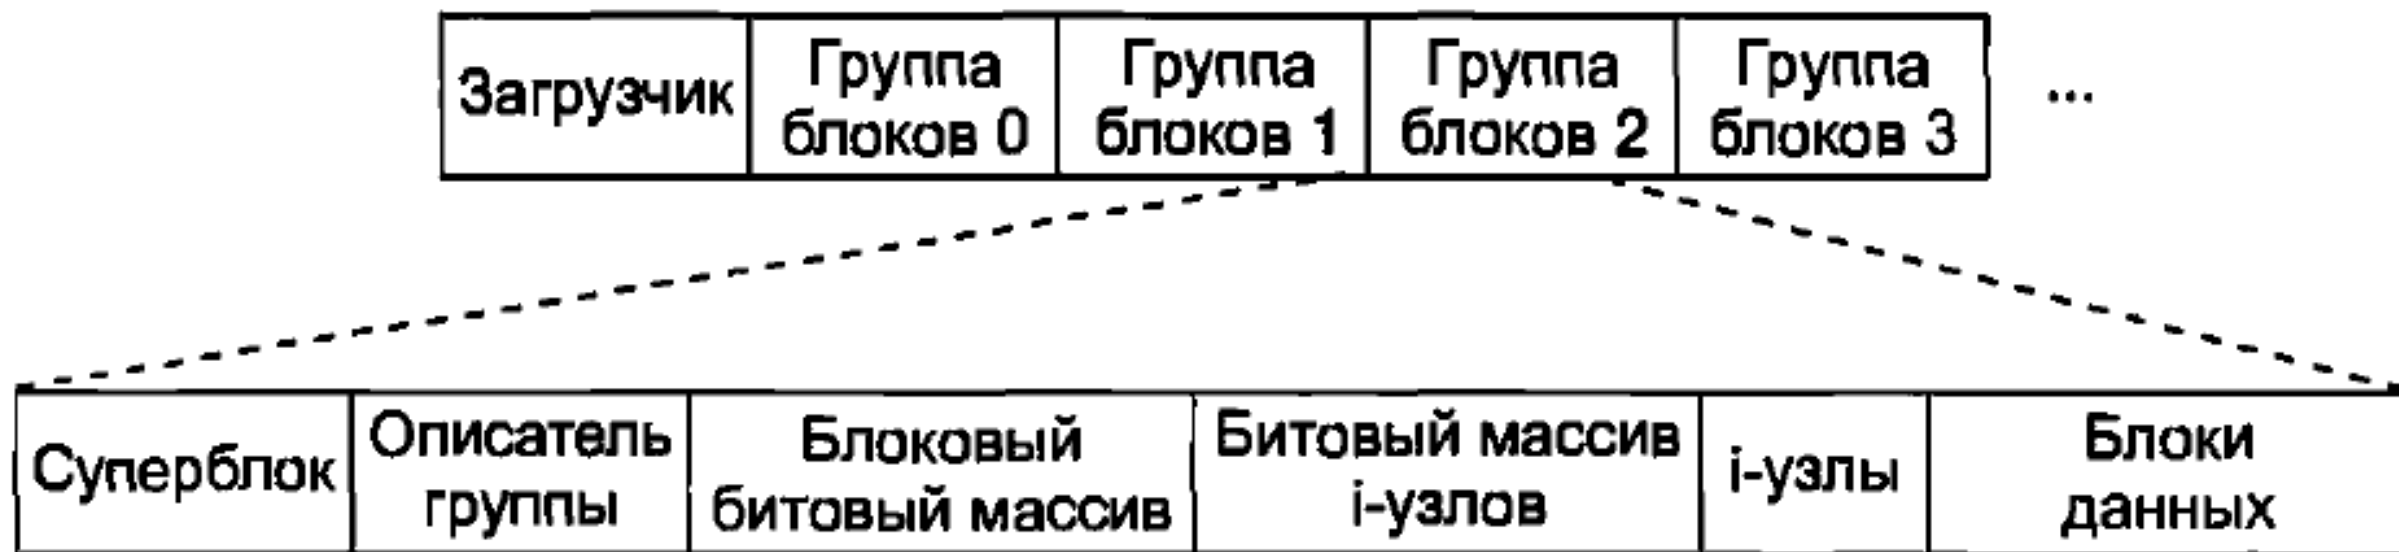 Загрузчик
Группа
блоков 0
Группа
блоков 1
Группа
блоков 2
Группа
блоков 3
...
Суперблок
Описатель
группы
Блоковый
битовый массив
Битовый массив
i-узлов
i-узлы
Блоки
данных